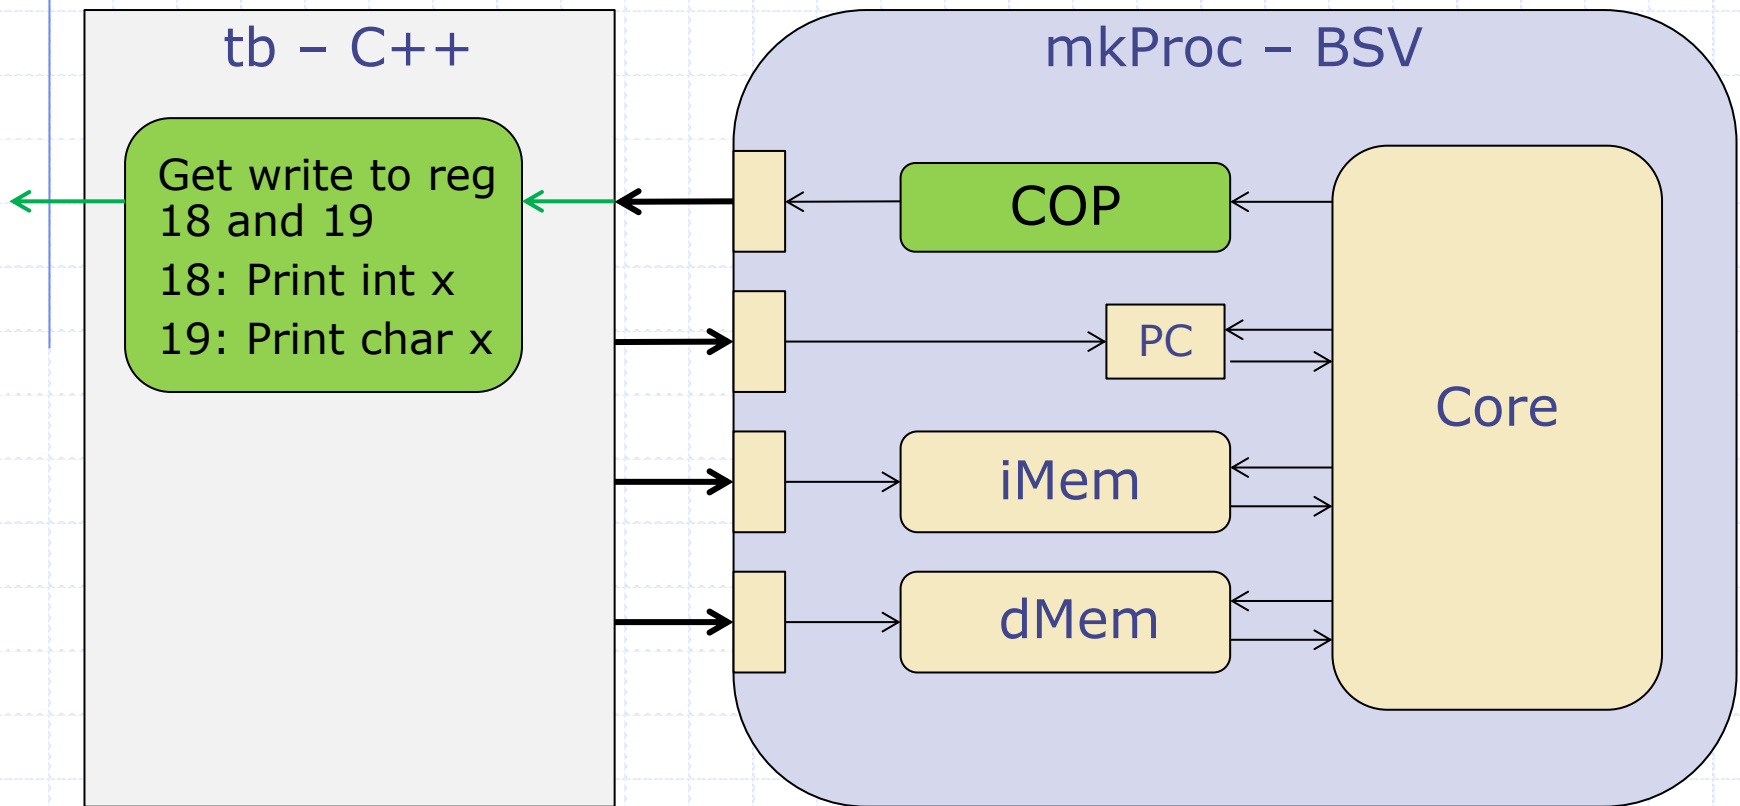 tb – C++
Get write to reg
18 and 19
18: Print int x
19: Print char x
mkProc – BSV
COP
PC
Core
iMem
dMem